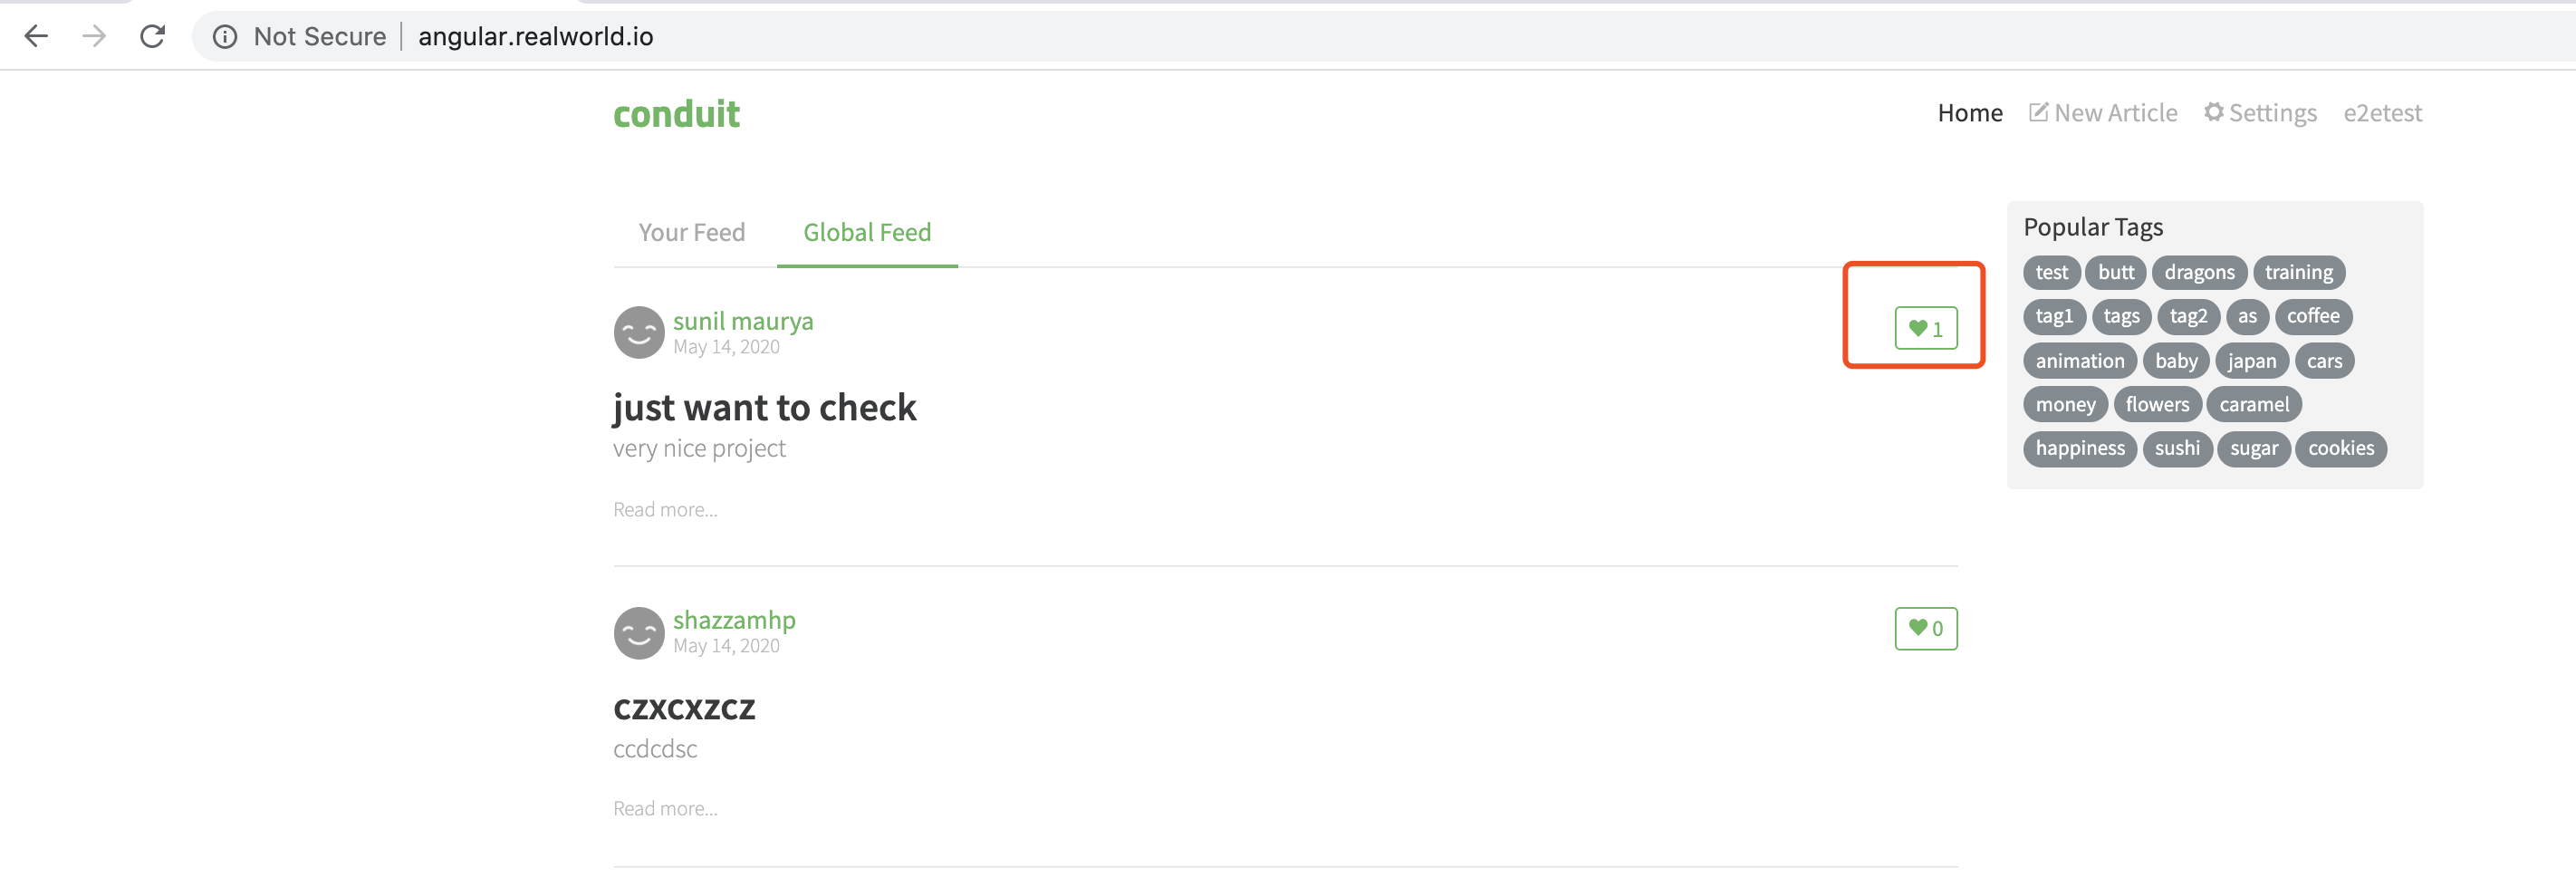 Not Secure | angular.realworld.io
conduit
Home New Article Settings e2etest
Your Feed Global Feed
sunil maurya
May 14, 2020
1
just want to check
very nice project
Read more...
shazzamhp
May 14, 2020
0
czxcxzcz
ccdcdsc
Read more...
Popular Tags
test butt dragons training
tag1 tags tag2 as coffee
animation baby japan cars
money flowers caramel
happiness sushi sugar cookies